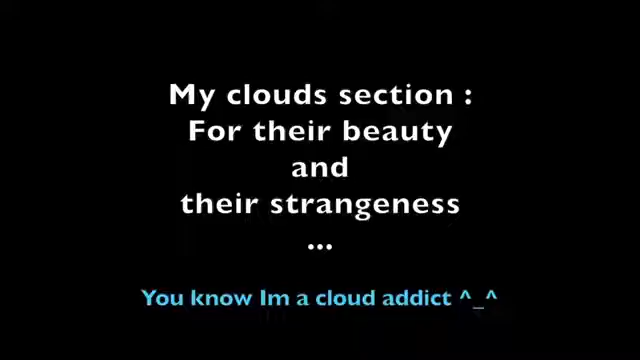 My clouds section :
For their beauty
and
their strangeness
...
You know Im a cloud addict ^_^